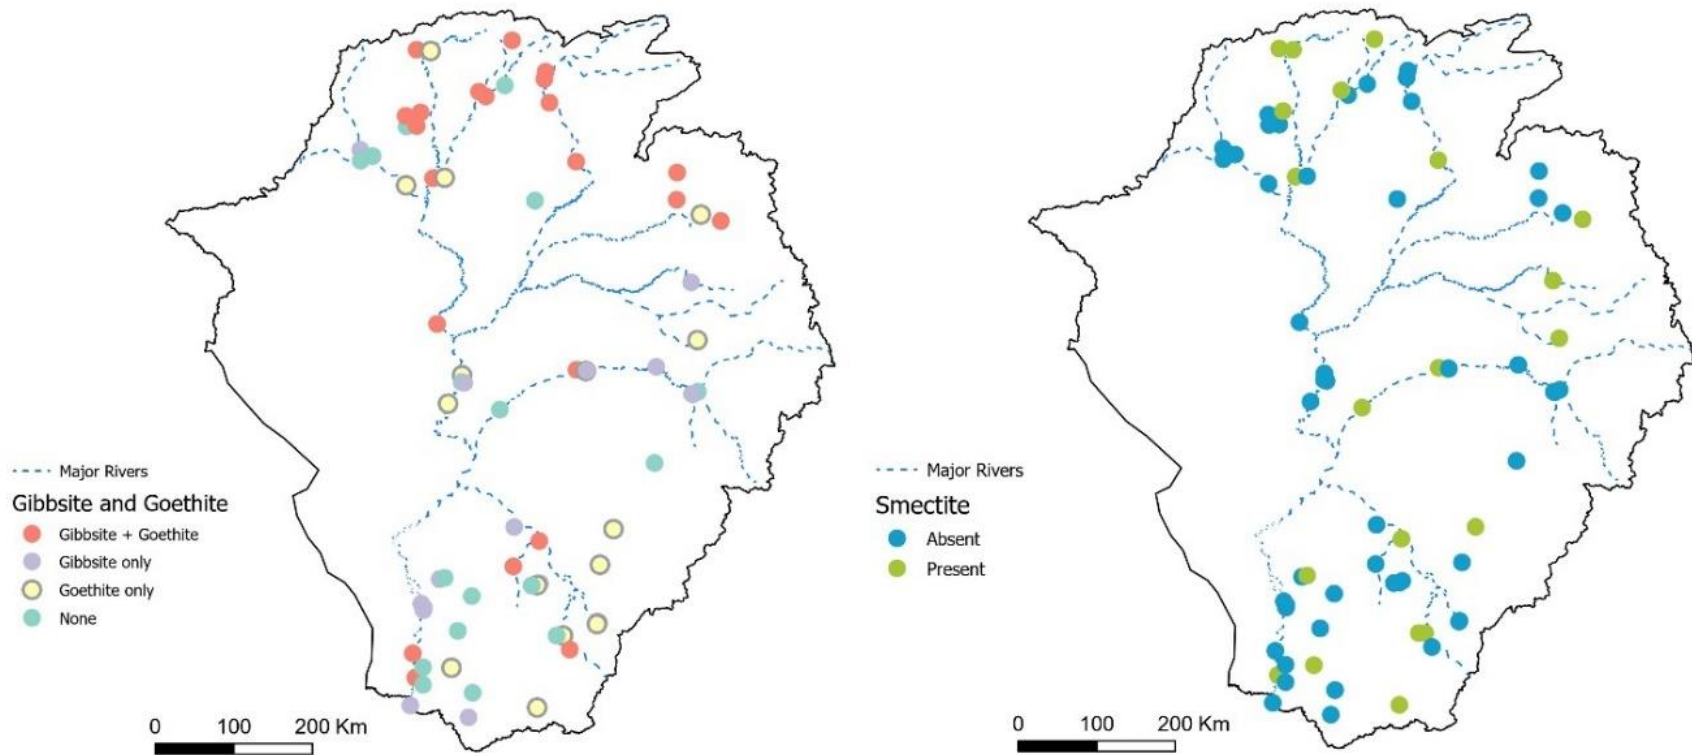 Major Rivers
Gibbsite and Goethite
Gibbsite + Goethite
Gibbsite only
Goethite only
None
0 100 200 Km
Major Rivers
Smectite
Absent
Present
0 100 200 Km